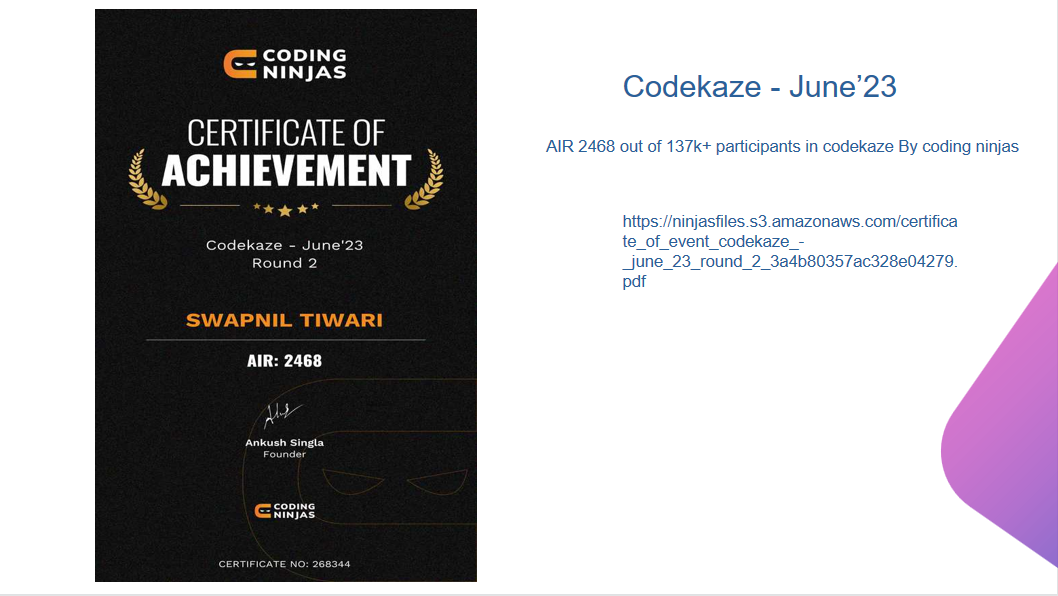 CODING
NINJAS
CERTIFICATE OF
ACHIEVEMENT
Codekaze - June'23
Round 2
SWAPNIL TIWARI
AIR: 2468
Ankush Singla
Founder
CODING
NINJAS
CERTIFICATE NO: 268344
Codekaze - June’23
AIR 2468 out of 137k+ participants in codekaze By coding ninjas
https://ninjasfiles.s3.amazonaws.com/certifica
te_of_event_codekaze_-
_june_23_round_2_3a4b80357ac328e04279.
pdf